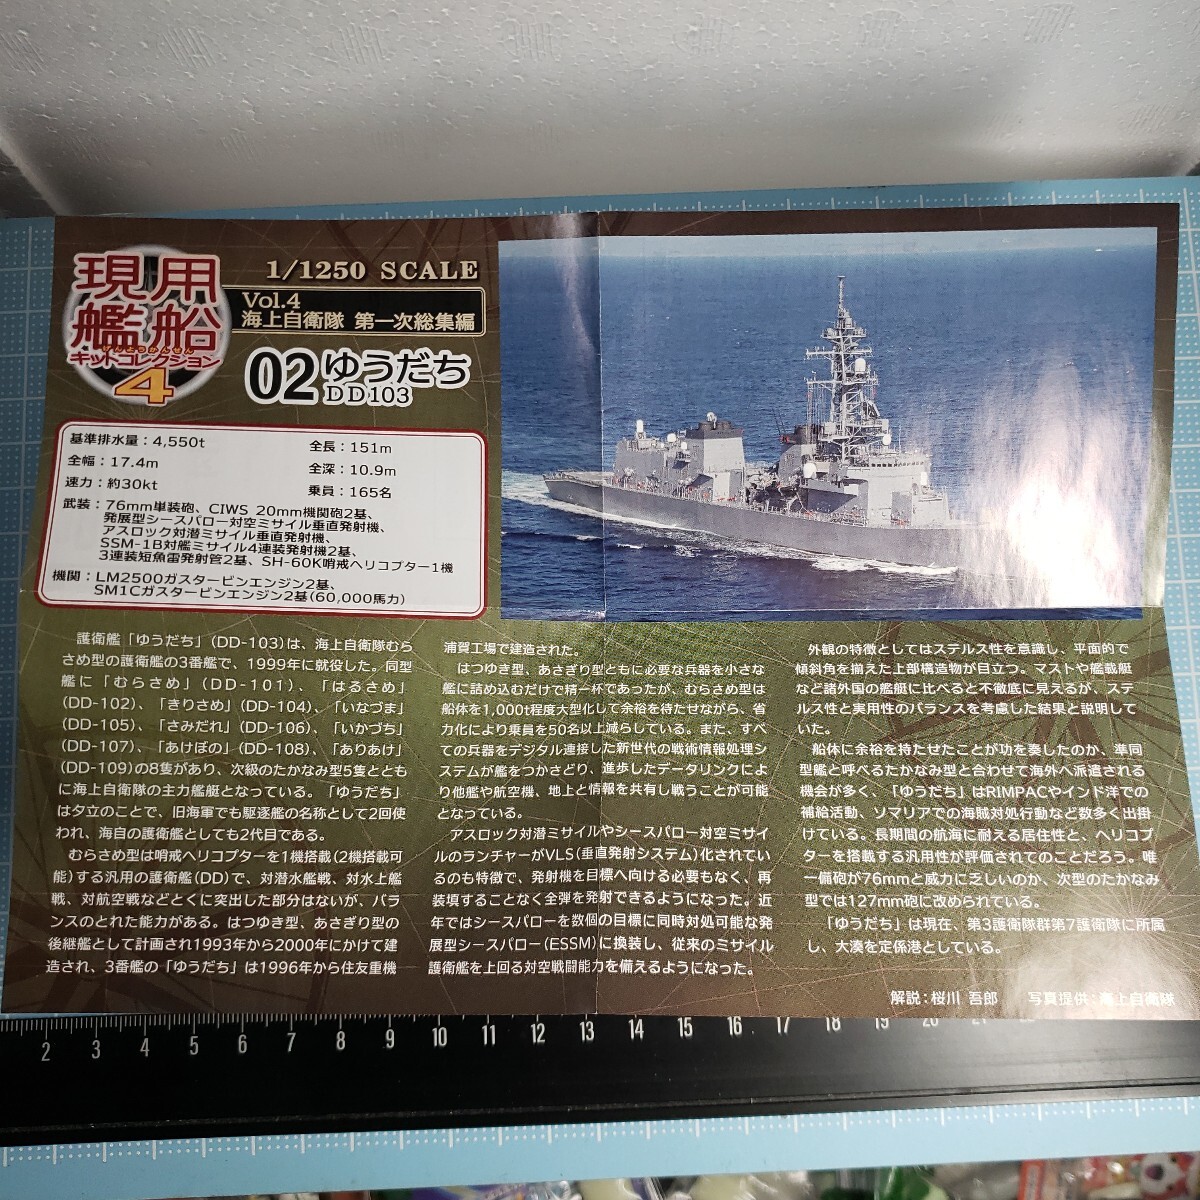 現用
艦船
げんようかんせん
キットコレクション
4
1/1250 SCALE
Vol.4
海上自衛隊 第一次総集編
02 ゆうだち
DD103
基準排水量：4,550t
全長：151m
全幅：17.4m
全深：10.9m
速力：約30kt
乗員：165名
武装：76mm単装砲、CIWS 20mm機関砲2基、
発展型シースパロー対空ミサイル垂直発射機、
アスロック対潜ミサイル垂直発射機、
SSM-1B対艦ミサイル4連装発射機2基、
3連装短魚雷発射管2基、SH-60K哨戒ヘリコプター1機
機関：LM2500ガスタービンエンジン2基、
SM1Cガスタービンエンジン2基(60,000馬力)
護衛艦「ゆうだち」(DD-103)は、海上自衛隊むら
さめ型の護衛艦の3番艦で、1999年に就役した。同型
艦に「むらさめ」(DD-101)、「はるさめ」
(DD-102)、「きりさめ」(DD-104)、「いなづま」
(DD-105)、「さみだれ」(DD-106)、「いかづち」
(DD-107)、「あけぼの」(DD-108)、「ありあけ」
(DD-109)の8隻があり、次級のたかなみ型5隻ととも
に海上自衛隊の主力艦艇となっている。「ゆうだち」
は夕立のことで、旧海軍でも駆逐艦の名称として2回使
われ、海自の護衛艦としても2代目である。
むらさめ型は哨戒ヘリコプターを1機搭載(2機搭載可
能)する汎用の護衛艦(DD)で、対潜水艦戦、対水上艦
戦、対航空戦などとくに突出した部分はないが、バラ
ンスのとれた能力がある。はつゆき型、あさぎり型の
後継艦として計画され1993年から2000年にかけて建
造され、3番艦の「ゆうだち」は1996年から住友重機
浦賀工場で建造された。
はつゆき型、あさぎり型ともに必要な兵器を小さな
艦に詰め込むだけで精一杯であったが、むらさめ型は
船体を1,000t程度大型化して余裕を持たせながら、省
力化により乗員を50名以上減らしている。また、すべ
ての兵器をデジタル連接した新世代の戦術情報処理シ
ステムが艦をつかさどり、進歩したデータリンクによ
り他艦や航空機、地上と情報を共有し戦うことが可能
となっている。
アスロック対潜ミサイルやシースパロー対空ミサイ
ルのランチャーがVLS(垂直発射システム)化されてい
るのも特徴で、発射機を目標へ向ける必要もなく、再
装填することなく全弾を発射できるようになった。近
年ではシースパローを数個の目標に同時対処可能な発
展型シースパロー(ESSM)に換装し、従来のミサイル
護衛艦を上回る対空戦闘能力を備えるようになった。
外観の特徴としてはステルス性を意識し、平面的で
傾斜角を揃えた上部構造物が目立つ。マストや艦載艇
など諸外国の艦艇に比べると不徹底に見えるが、ステ
ルス性と実用性のバランスを考慮した結果と説明して
いた。
船体に余裕を持たせたことが功を奏したのか、準同
型艦と呼べるたかなみ型と合わせて海外へ派遣される
機会が多く、「ゆうだち」はRIMPACやインド洋での
補給活動、ソマリアでの海賊対処行動など数多く出掛
けている。長期間の航海に耐える居住性と、ヘリコプ
ターを搭載する汎用性が評価されてのことだろう。唯
一備砲が76mmと威力に乏しいのか、次型のたかなみ
型では127mm砲に改められている。
「ゆうだち」は現在、第3護衛隊群第7護衛隊に所属
し、大湊を定係港としている。
解説：桜川 吾郎 写真提供：海上自衛隊
2 3 4 5 6 7 8 9 10 11 12 13 14 15 16 17 18 19 20 21